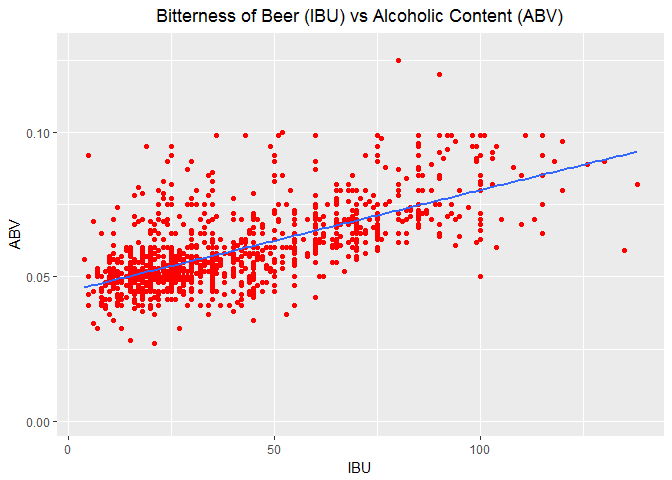 Bitterness of Beer (IBU) vs Alcoholic Content (ABV)
0.10
0.05
0.00
ABV
0
50
100
IBU